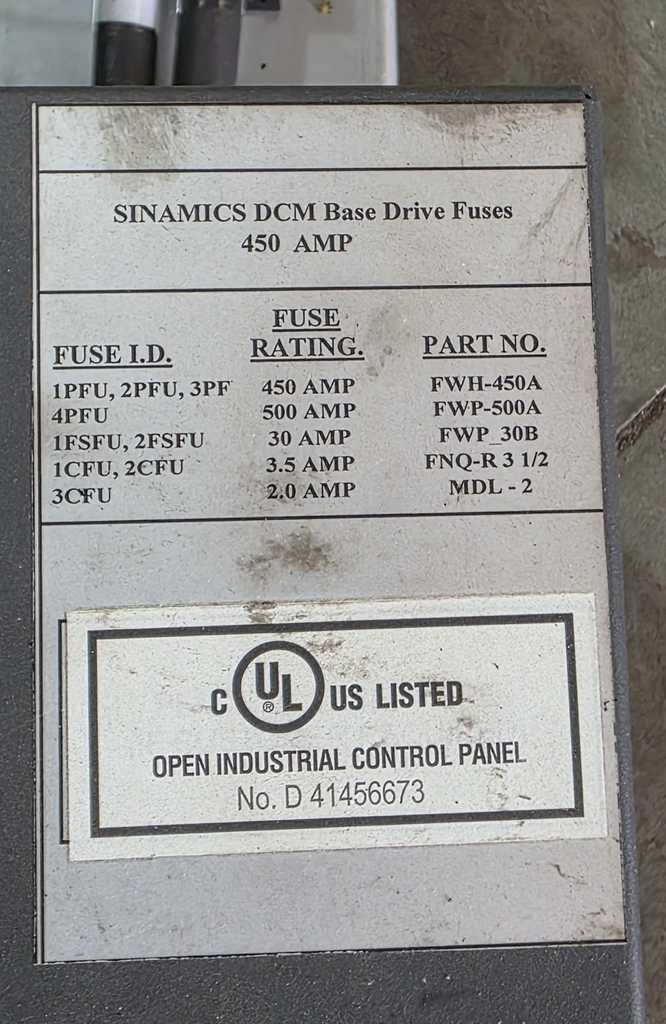 SINAMICS DCM Base Drive Fuses
450 AMP
FUSE I.D. FUSE RATING. PART NO.
1PFU, 2PFU, 3PF 450 AMP FWH-450A
4PFU 500 AMP FWP-500A
1FSFU, 2FSFU 30 AMP FWP_30B
1CFU, 2CFU 3.5 AMP FNQ-R 3 1/2
3CFU 2.0 AMP MDL - 2
C UL ® US LISTED
OPEN INDUSTRIAL CONTROL PANEL
No. D 41456673